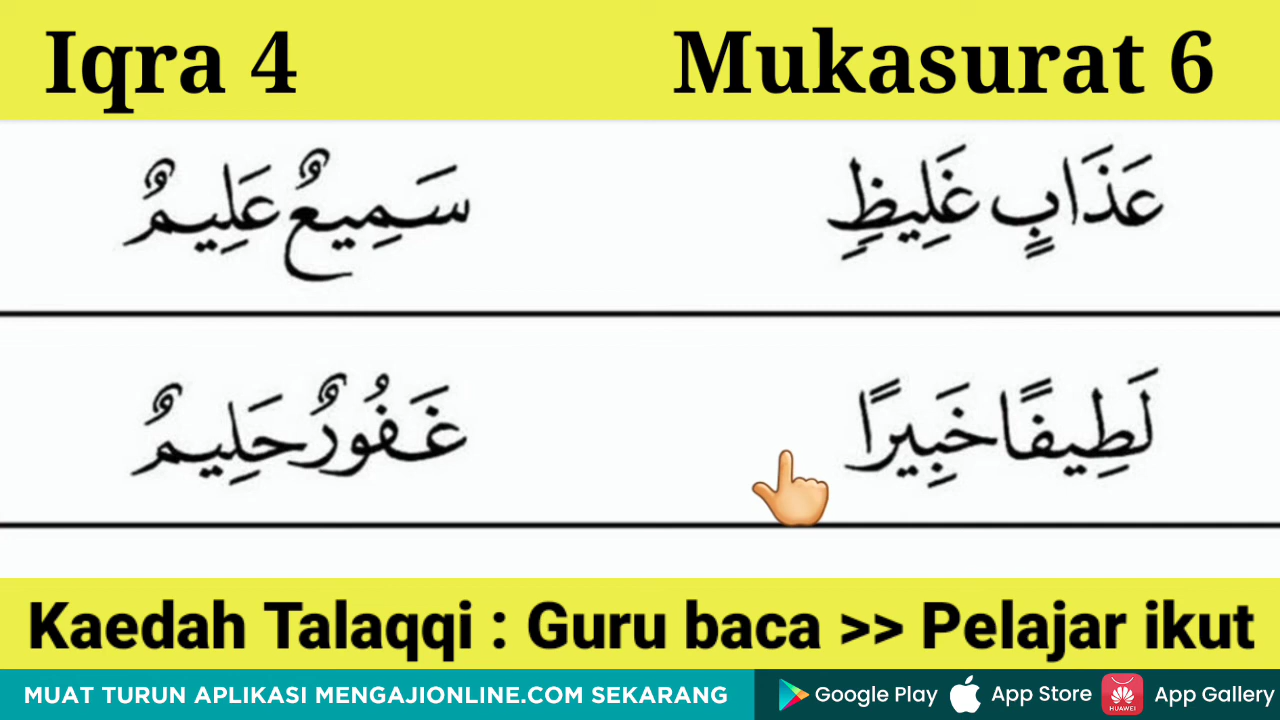 Iqra 4 Mukasurat 6
عَذَابٍ غَلِيظٍ سَمِيعٌ عَلِيمٌ
لَطِيفًا خَبِيرًا غَفُورٌ حَلِيمٌ
Kaedah Talaqqi : Guru baca >> Pelajar ikut
MUAT TURUN APLIKASI MENGAJIONLINE.COM SEKARANG Google Play App Store HUAWEI App Gallery